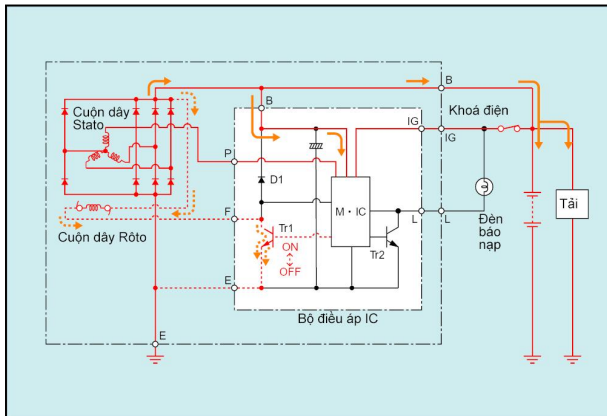 B
Cuộn dây
Stato
B
IG
Khoá điện
IG
P
D1
F
M • IC
L
L
Đèn
báo
nạp
Tải
Cuộn dây Rôto
Tr1
ON
OFF
Tr2
E
Bộ điều áp IC
E